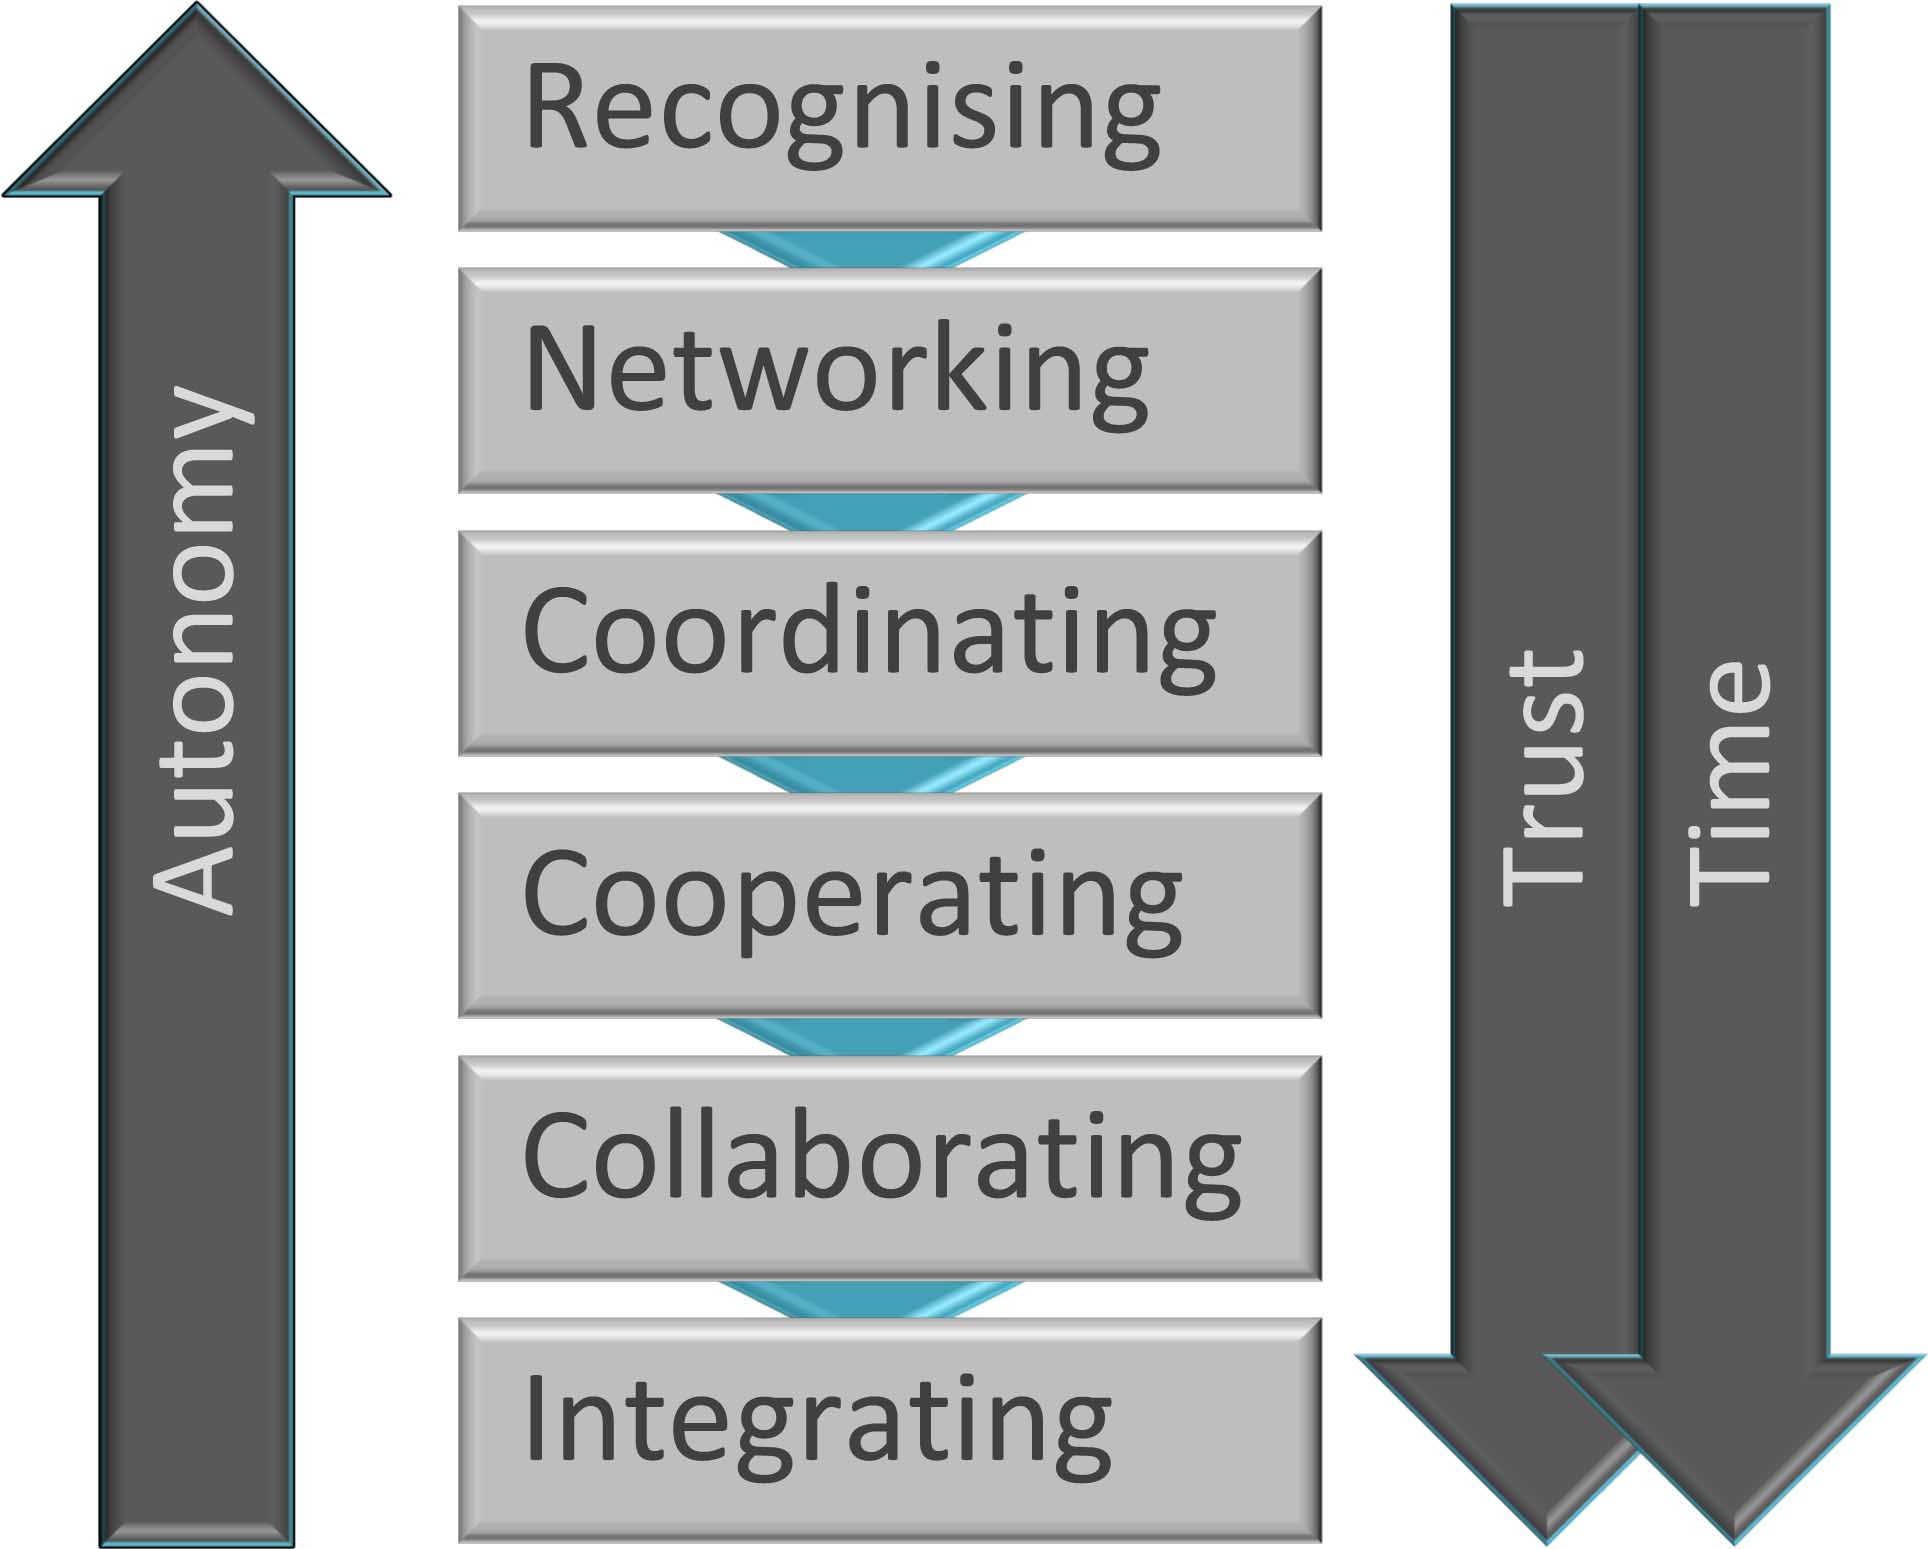 Autonomy
Recognising
Networking
Coordinating
Cooperating
Collaborating
Integrating
Trust
Time